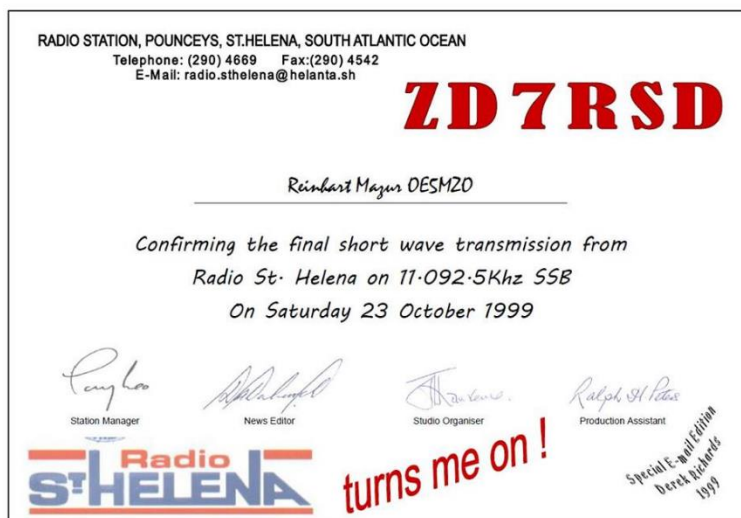 RADIO STATION, POUNCEYS, ST.HELENA, SOUTH ATLANTIC OCEAN
Telephone: (290) 4669 Fax:(290) 4542
E-Mail: radio.sthelena@helanta.sh
ZD7RSD
Reinhart Mazur OE5MZO
Confirming the final short wave transmission from
Radio St. Helena on 11.092.5Khz SSB
On Saturday 23 October 1999
Ralph H Peters
Station Manager
News Editor
Studio Organiser
Production Assistant
Radio
ST HELENA
turns me on !
Special E-mail Edition
Derek Richards
1999